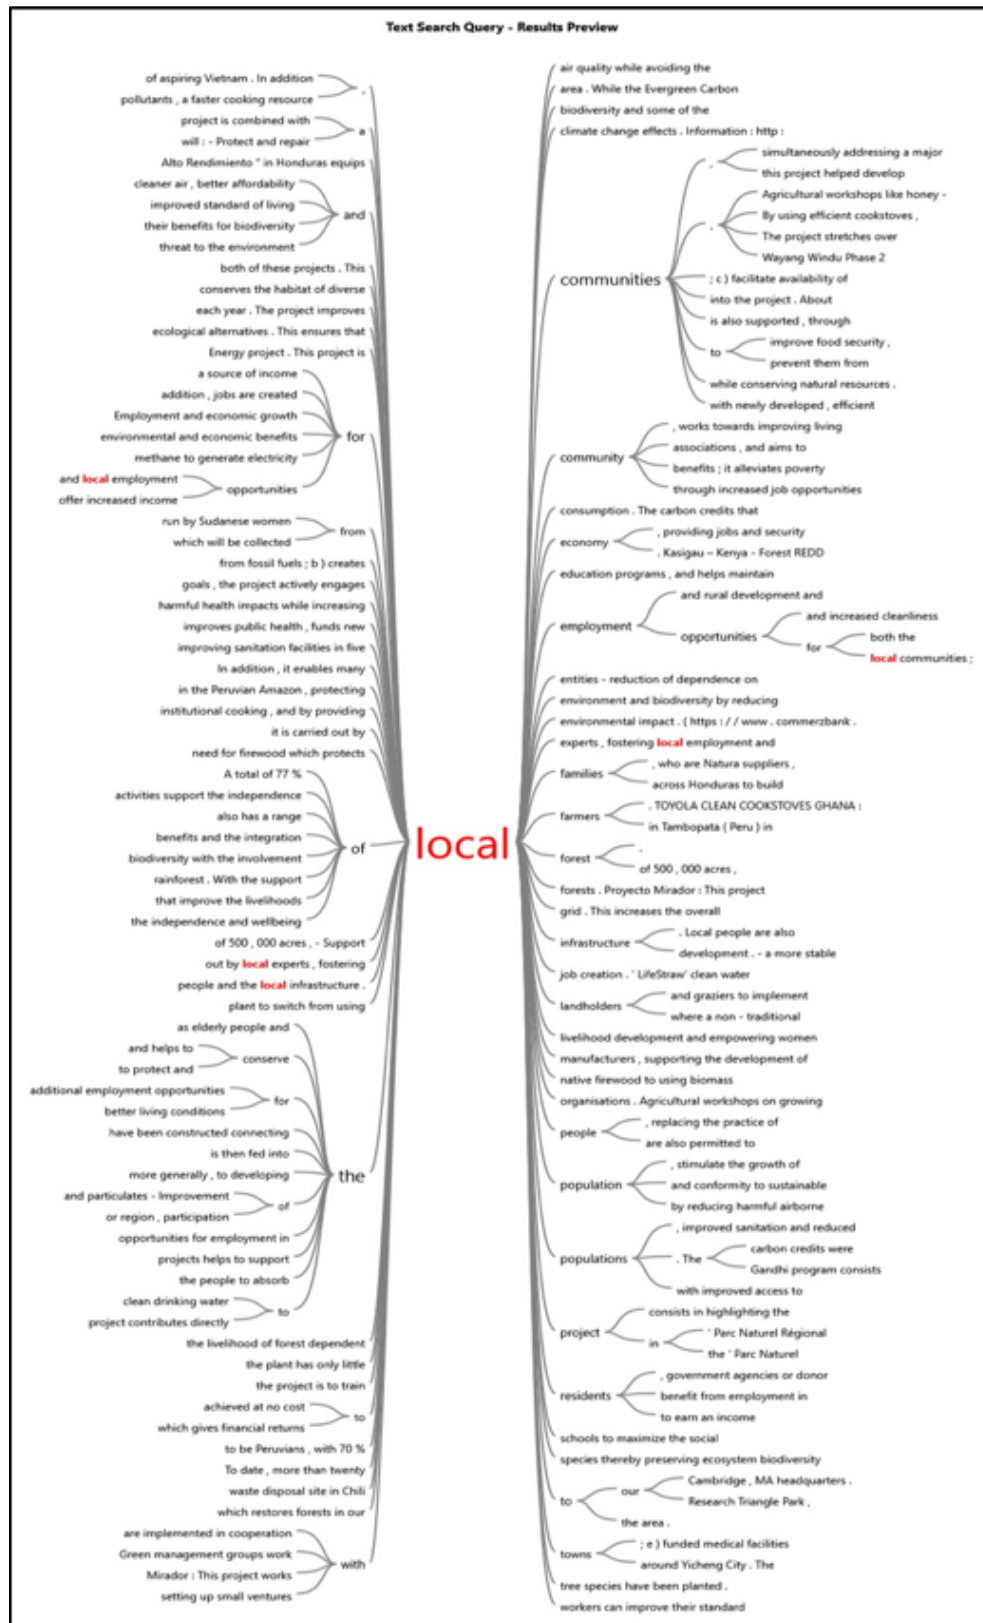 Text Search Query - Results Preview
of aspiring Vietnam . In addition
pollutants , a faster cooking resource
,
project is combined with
will : - Protect and repair
a
Alto Rendimiento " in Honduras equips
cleaner air , better affordability
improved standard of living
their benefits for biodiversity
threat to the environment
and
both of these projects . This
conserves the habitat of diverse
each year . The project improves
ecological alternatives . This ensures that
Energy project . This project is
a source of income
addition , jobs are created
Employment and economic growth
environmental and economic benefits
methane to generate electricity
and local employment
offer increased income
opportunities
for
run by Sudanese women
which will be collected
from
from fossil fuels ; b ) creates
goals , the project actively engages
harmful health impacts while increasing
improves public health , funds new
improving sanitation facilities in five
In addition , it enables many
in the Peruvian Amazon , protecting
institutional cooking , and by providing
it is carried out by
need for firewood which protects
A total of 77 %
activities support the independence
also has a range
benefits and the integration
biodiversity with the involvement
rainforest . With the support
that improve the livelihoods
the independence and wellbeing
of
of 500 , 000 acres , - Support
out by local experts , fostering
people and the local infrastructure .
plant to switch from using
as elderly people and
and helps to
to protect and
conserve
additional employment opportunities
better living conditions
for
have been constructed connecting
is then fed into
more generally , to developing
and particulates - Improvement
or region , participation
of
opportunities for employment in
projects helps to support
the people to absorb
clean drinking water
project contributes directly
to
the
the livelihood of forest dependent
the plant has only little
the project is to train
achieved at no cost
which gives financial returns
to
to be Peruvians , with 70 %
To date , more than twenty
waste disposal site in Chili
which restores forests in our
are implemented in cooperation
Green management groups work
Mirador : This project works
setting up small ventures
with
local
air quality while avoiding the
area . While the Evergreen Carbon
biodiversity and some of the
climate change effects . Information : http :
communities
,
simultaneously addressing a major
this project helped develop
.
Agricultural workshops like honey -
By using efficient cookstoves ,
The project stretches over
Wayang Windu Phase 2
; c ) facilitate availability of
into the project . About
is also supported , through
to
improve food security ,
prevent them from
while conserving natural resources .
with newly developed , efficient
community
, works towards improving living
associations , and aims to
benefits ; it alleviates poverty
through increased job opportunities
consumption . The carbon credits that
economy
, providing jobs and security
. Kasigau – Kenya - Forest REDD
education programs , and helps maintain
employment
and rural development and
opportunities
and increased cleanliness
for
both the
local communities ;
entities - reduction of dependence on
environment and biodiversity by reducing
environmental impact . ( https : / / www . commerzbank .
experts , fostering local employment and
families
, who are Natura suppliers ,
across Honduras to build
farmers
. TOYOLA CLEAN COOKSTOVES GHANA :
in Tambopata ( Peru ) in
forest
,
of 500 , 000 acres ,
forests . Proyecto Mirador : This project
grid . This increases the overall
infrastructure
. Local people are also
development . - a more stable
job creation . ' LifeStraw' clean water
landholders
and graziers to implement
where a non - traditional
livelihood development and empowering women
manufacturers , supporting the development of
native firewood to using biomass
organisations . Agricultural workshops on growing
people
, replacing the practice of
are also permitted to
population
, stimulate the growth of
and conformity to sustainable
by reducing harmful airborne
populations
, improved sanitation and reduced
. The
carbon credits were
Gandhi program consists
with improved access to
project
consists in highlighting the
in
' Parc Naturel Régional
the ' Parc Naturel
residents
, government agencies or donor
benefit from employment in
to earn an income
schools to maximize the social
species thereby preserving ecosystem biodiversity
to
our
Cambridge , MA headquarters .
Research Triangle Park ,
the area .
towns
; e ) funded medical facilities
around Yicheng City . The
tree species have been planted .
workers can improve their standard